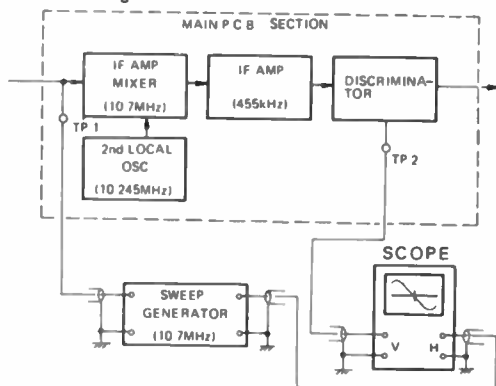 MAIN P C B SECTION
IF AMP
MIXER
(10 7MHz)
IF AMP
(455kHz)
DISCRIMINA-
TOR
TP 1
2nd LOCAL
OSC
(10 245MHz)
TP 2
SCOPE
SWEEP
GENERATOR
(10 7MHz)
V
H